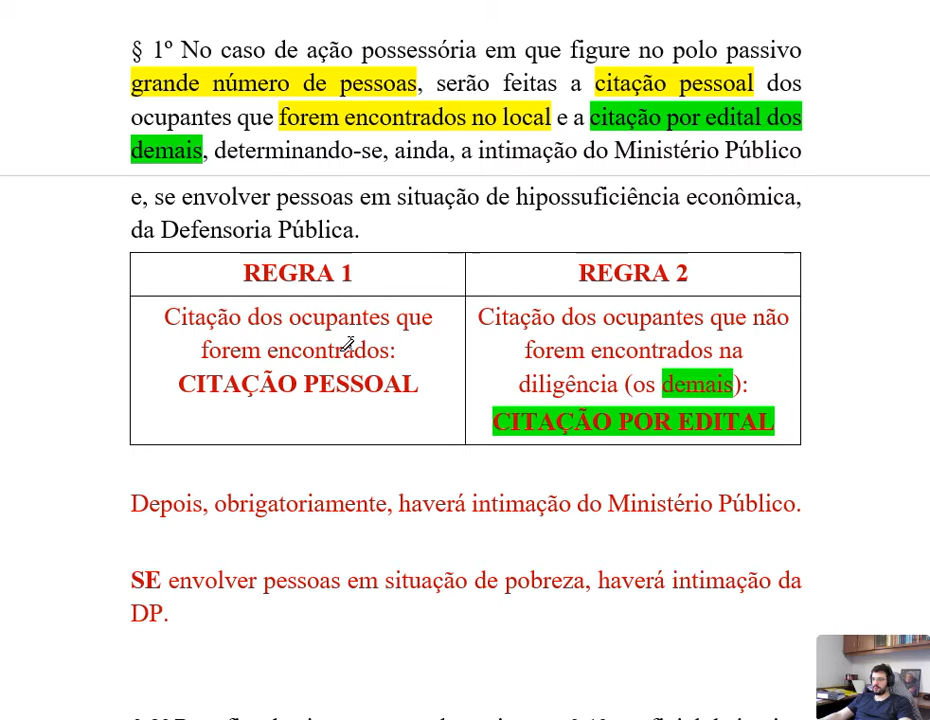 § 1º No caso de ação possessória em que figure no polo passivo
grande número de pessoas, serão feitas a citação pessoal dos
ocupantes que forem encontrados no local e a citação por edital dos
demais, determinando-se, ainda, a intimação do Ministério Público
e, se envolver pessoas em situação de hipossuficiência econômica,
da Defensoria Pública.
REGRA 1
Citação dos ocupantes que
forem encontrados:
CITAÇÃO PESSOAL
REGRA 2
Citação dos ocupantes que não
forem encontrados na
diligência (os demais):
CITAÇÃO POR EDITAL
Depois, obrigatoriamente, haverá intimação do Ministério Público.
SE envolver pessoas em situação de pobreza, haverá intimação da
DP.